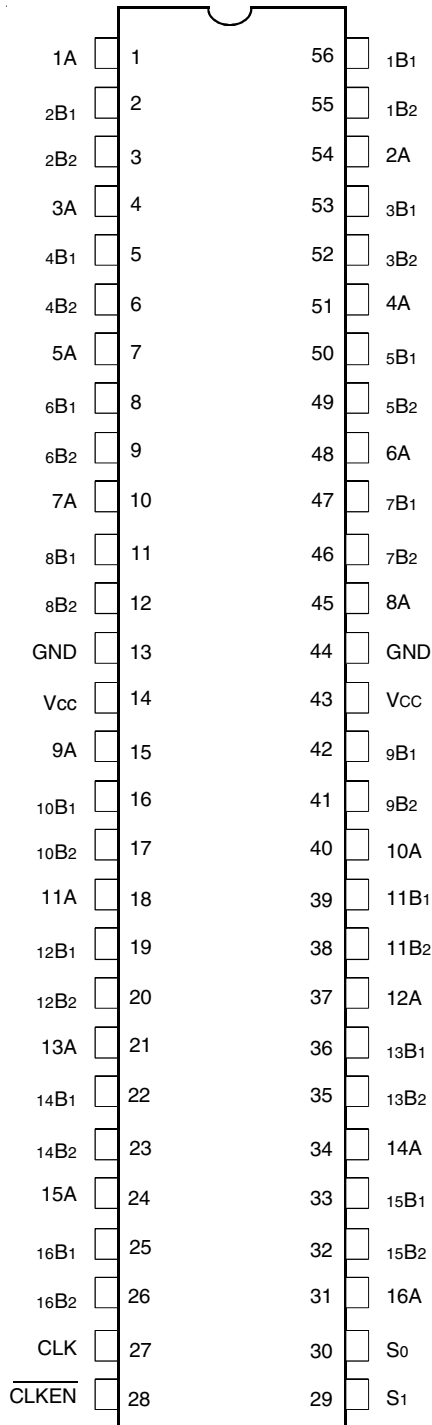 1A 1 56 1B1
2B1 2 55 1B2
2B2 3 54 2A
3A 4 53 3B1
4B1 5 52 3B2
4B2 6 51 4A
5A 7 50 5B1
6B1 8 49 5B2
6B2 9 48 6A
7A 10 47 7B1
8B1 11 46 7B2
8B2 12 45 8A
GND 13 44 GND
Vcc 14 43 VCC
9A 15 42 9B1
10B1 16 41 9B2
10B2 17 40 10A
11A 18 39 11B1
12B1 19 38 11B2
12B2 20 37 12A
13A 21 36 13B1
14B1 22 35 13B2
14B2 23 34 14A
15A 24 33 15B1
16B1 25 32 15B2
16B2 26 31 16A
CLK 27 30 S0
CLKEN 28 29 S1